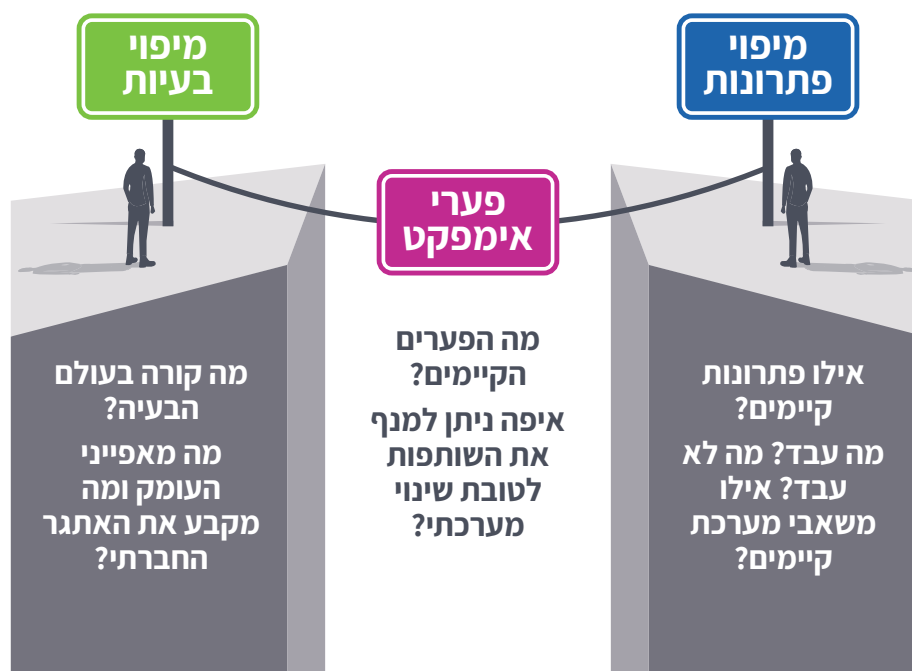 מיפוי
פתרונות
מיפוי
בעיות
פערי
אימפקט
אילו פתרונות
קיימים?
מה עבד? מה לא
עבד? אילו
משאבי מערכת
קיימים?
מה הפערים
הקיימים?
איפה ניתן למנף
את השותפות
לטובת שינוי
מערכתי?
מה קורה בעולם
הבעיה?
מה מאפייני
העומק ומה
מקבע את האתגר
החברתי?